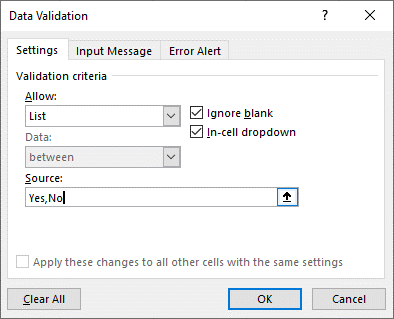 Data Validation
?
Settings Input Message Error Alert
Validation criteria
Allow:
List
Ignore blank
In-cell dropdown
Data:
between
Source:
Yes,No
Apply these changes to all other cells with the same settings
Clear All OK Cancel